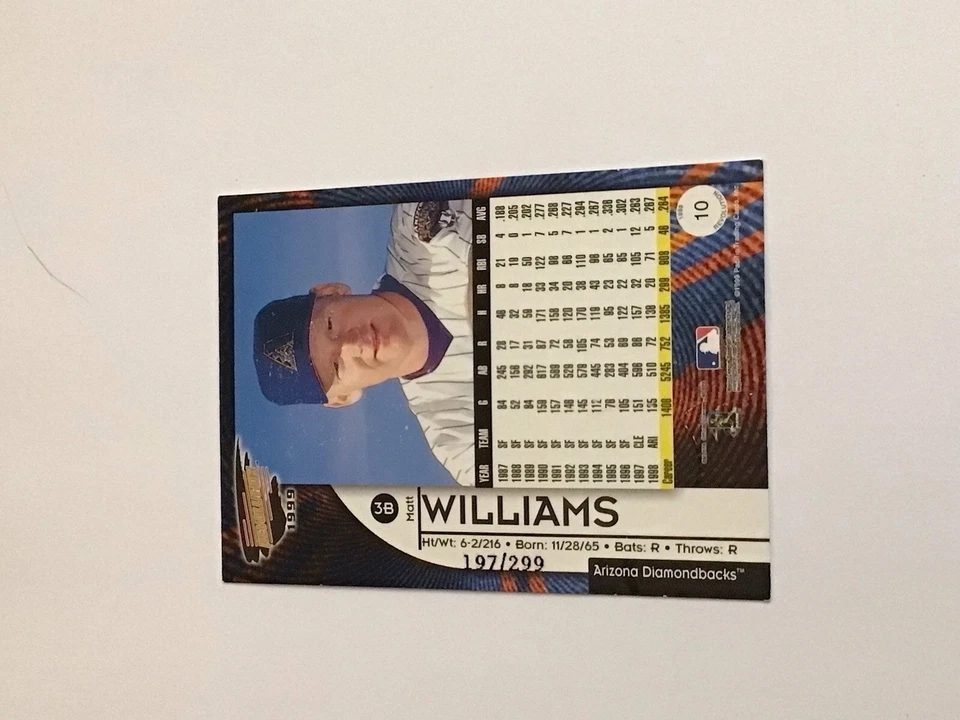 1999
3B
Matt
WILLIAMS
Ht/Wt: 6-2/216 • Born: 11/28/65 • Bats: R • Throws: R
197/299
Arizona Diamondbacks™
YEAR TEAM G AB R H HR RBI SB AVG
1987 SF 84 245 28 46 8 21 4 .188
1988 SF 52 156 17 32 8 19 0 .205
1989 SF 84 292 31 59 18 50 1 .202
1990 SF 159 617 87 171 33 122 7 .277
1991 SF 157 589 72 158 34 98 5 .268
1992 SF 146 529 58 120 20 66 7 .227
1993 SF 145 579 105 170 38 110 1 .294
1994 SF 112 445 74 119 43 96 1 .267
1995 SF 76 283 53 95 23 65 2 .336
1996 SF 105 404 69 122 22 85 1 .302
1997 CLE 151 596 86 157 32 105 12 .263
1998 ARI 135 510 72 136 20 71 5 .267
Career 1406 5245 752 1385 299 908 46 .264
1999
10
REVOLUTION
©1999 Pacific Trading Cards, Inc.